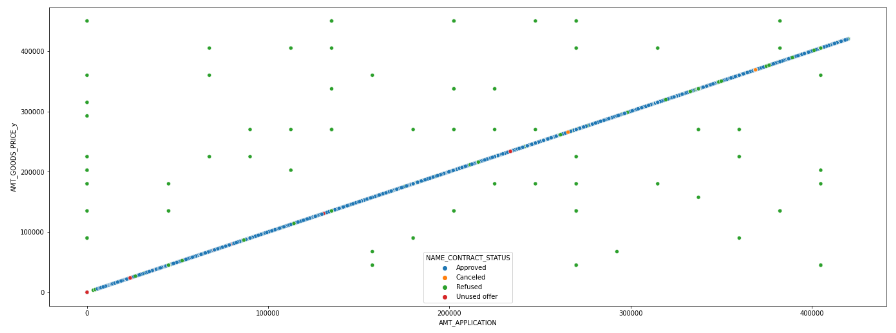 400000
300000
200000
100000
0
AMT_GOODS_PRICE_y
NAME_CONTRACT_STATUS
Approved
Canceled
Refused
Unused offer
0
100000
200000
300000
400000
AMT_APPLICATION